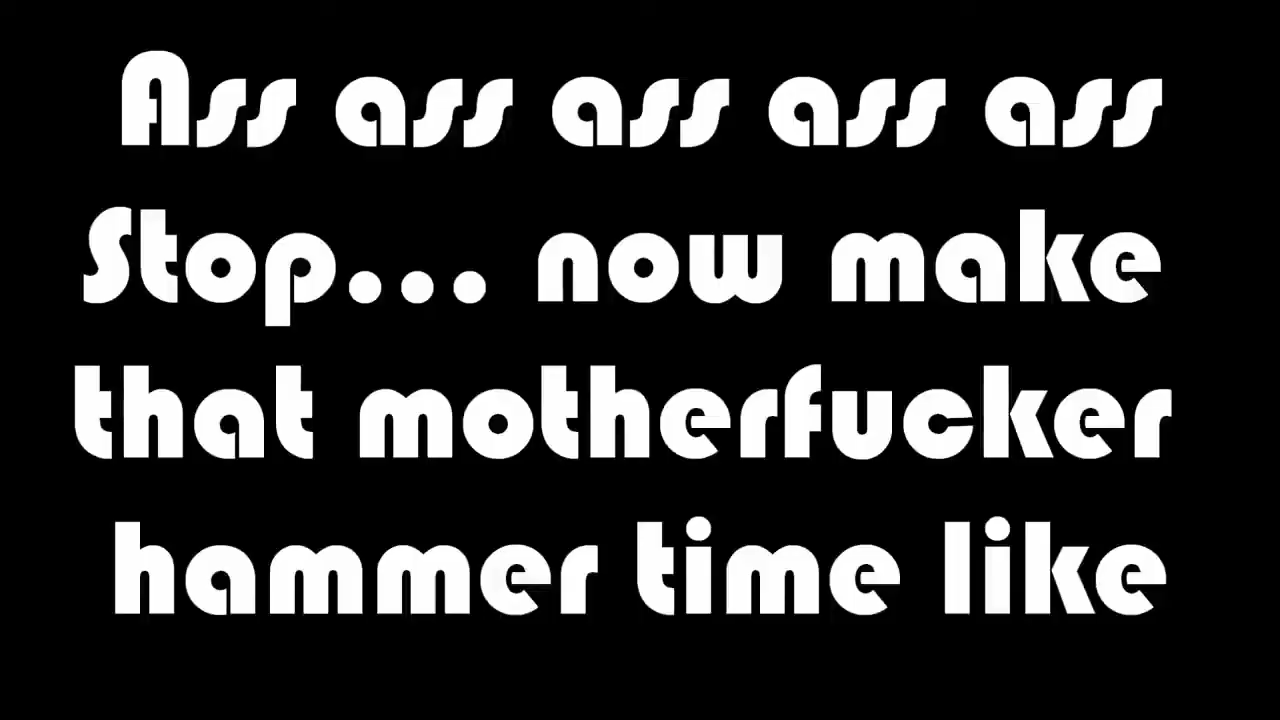 Ass ass ass ass ass
Stop... now make
that motherfucker
hammer time like